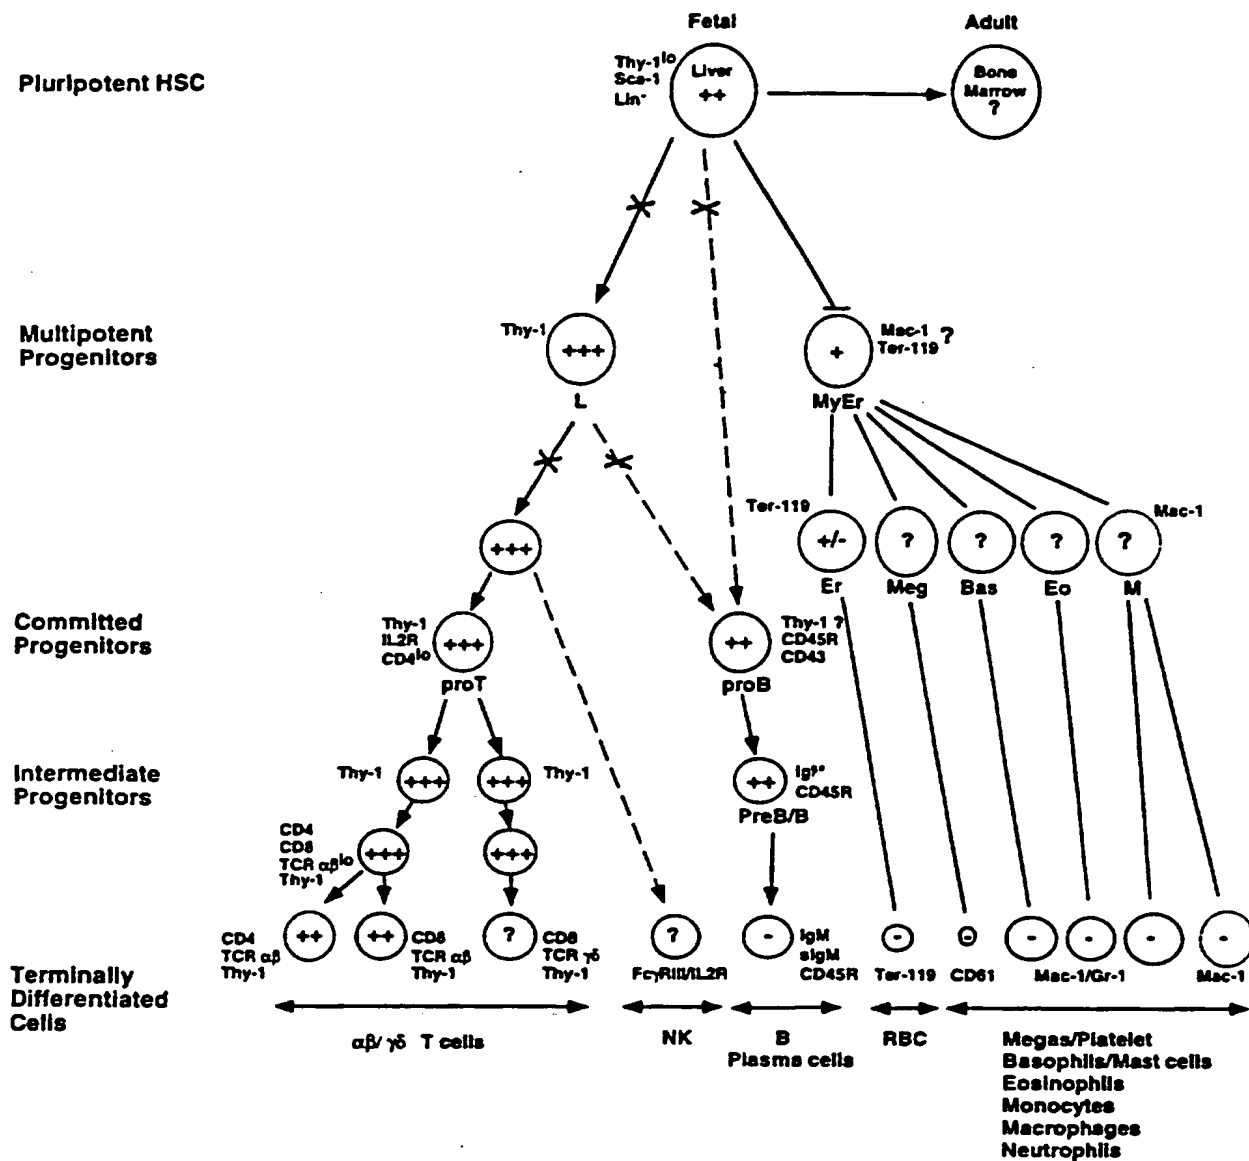 Fetal
Adult
Pluripotent HSC
Thy-1lo
Sca-1
Lin-
Liver
++
Bone
Marrow
?
Multipotent
Progenitors
Thy-1
+++
L
+
Mac-1
Ter-119 ?
MyEr
+++
Ter-119
+/-
Er
?
Meg
?
Bas
?
Eo
?
Mac-1
M
Committed
Progenitors
Thy-1
IL2R
CD4lo
+++
proT
++
Thy-1 ?
CD45R
CD43
proB
Intermediate
Progenitors
Thy-1
+++
+++
Thy-1
++
CD45R
PreB/B
CD4
CD8
TCR αβlo
Thy-1
+++
+++
Terminally
Differentiated
Cells
CD4
TCR αβ
Thy-1
++
++
CD8
TCR αβ
Thy-1
?
CD8
TCR γδ
Thy-1
?
FcγRIII/IL2R
-
IgM
sIgM
CD45R
-
Ter-119
-
CD61
-
-
-
-
Mac-1/Gr-1
Mac-1
αβ/ γδ T cells
NK
B
Plasma cells
RBC
Megas/Platelet
Basophils/Mast cells
Eosinophils
Monocytes
Macrophages
Neutrophils